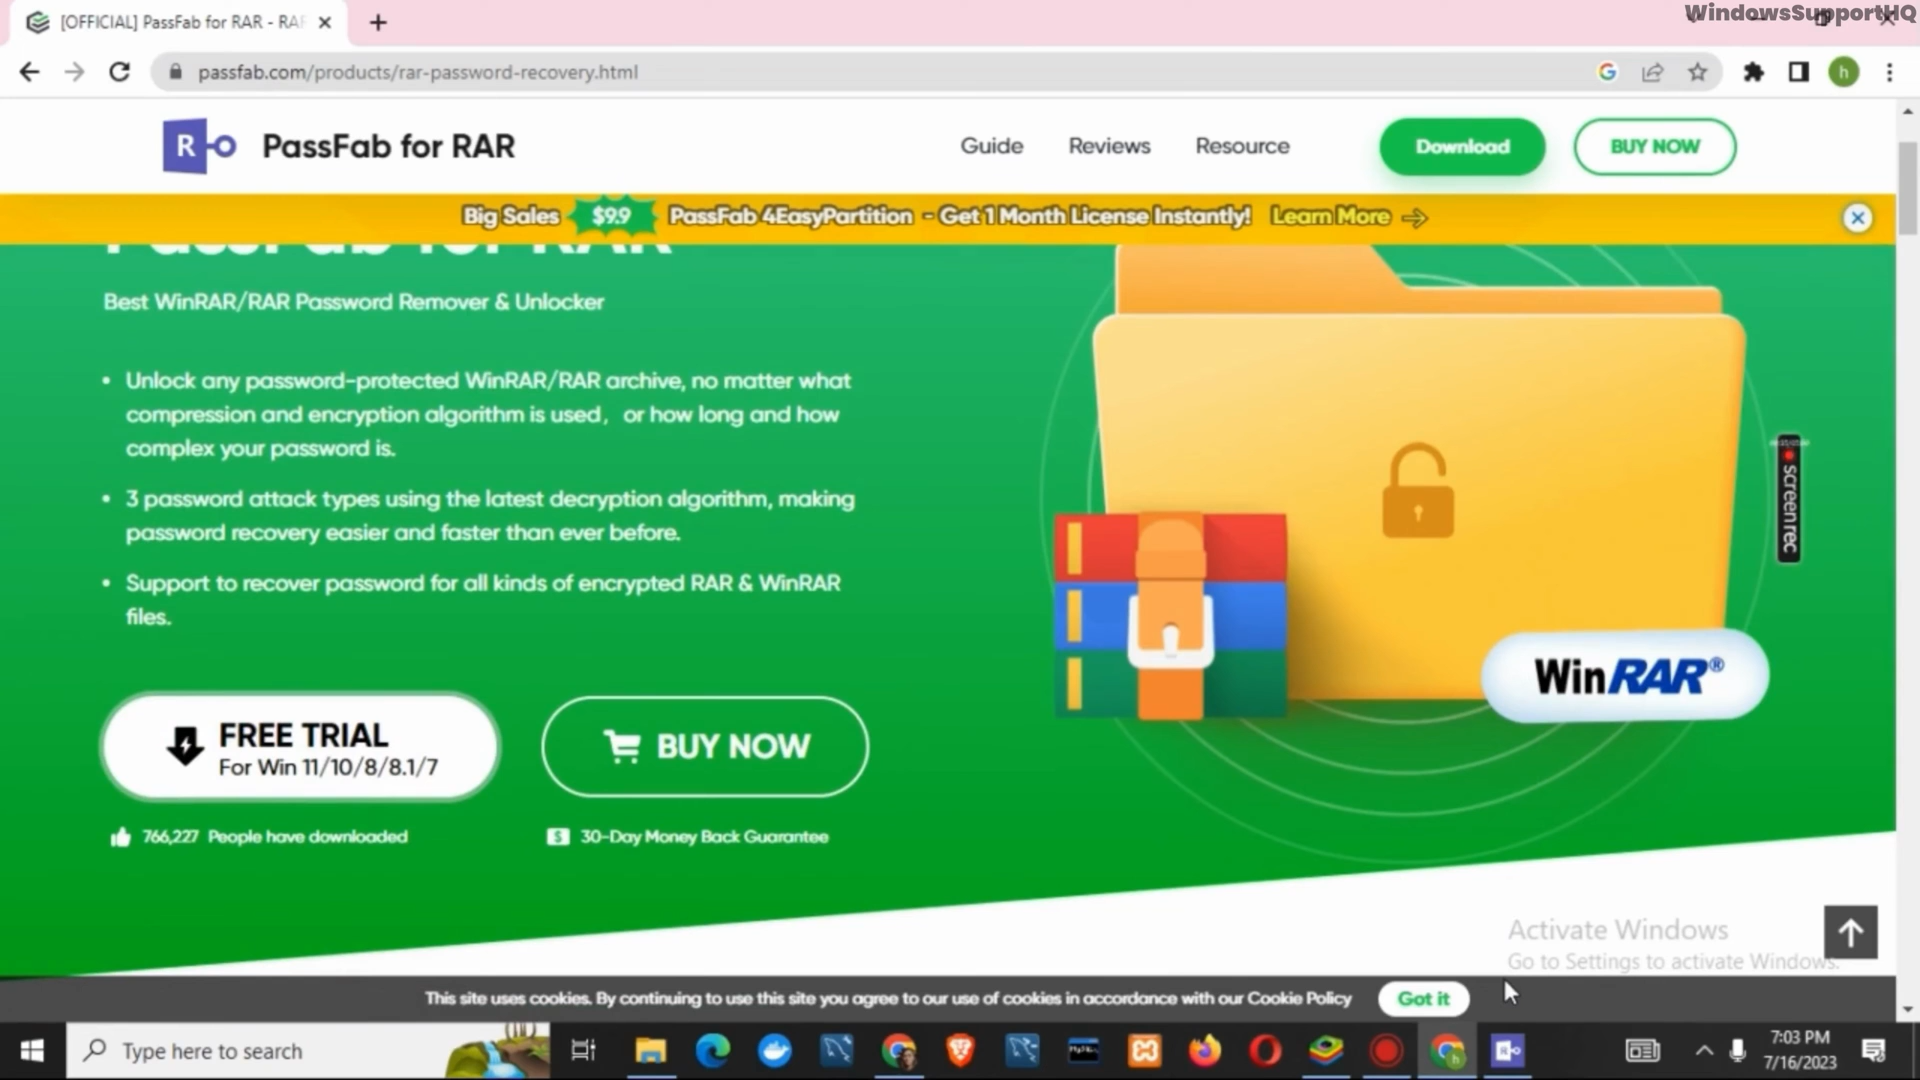 WindowsSupportHQ
[OFFICIAL] PassFab for RAR - RAR
passfab.com/products/rar-password-recovery.html
h
R
PassFab for RAR
Guide
Reviews
Resource
Download
BUY NOW
Big Sales $9.9 PassFab 4EasyPartition - Get 1 Month License Instantly! Learn More
PassFab for RAR
Best WinRAR/RAR Password Remover & Unlocker
• Unlock any password-protected WinRAR/RAR archive, no matter what
compression and encryption algorithm is used, or how long and how
complex your password is.
• 3 password attack types using the latest decryption algorithm, making
password recovery easier and faster than ever before.
• Support to recover password for all kinds of encrypted RAR & WinRAR
files.
WinRAR®
screenrec
FREE TRIAL
For Win 11/10/8/8.1/7
BUY NOW
766,227 People have downloaded
30-Day Money Back Guarantee
Activate Windows
Go to Settings to activate Windows.
This site uses cookies. By continuing to use this site you agree to our use of cookies in accordance with our Cookie Policy
Got it
Type here to search
7:03 PM
7/16/2023